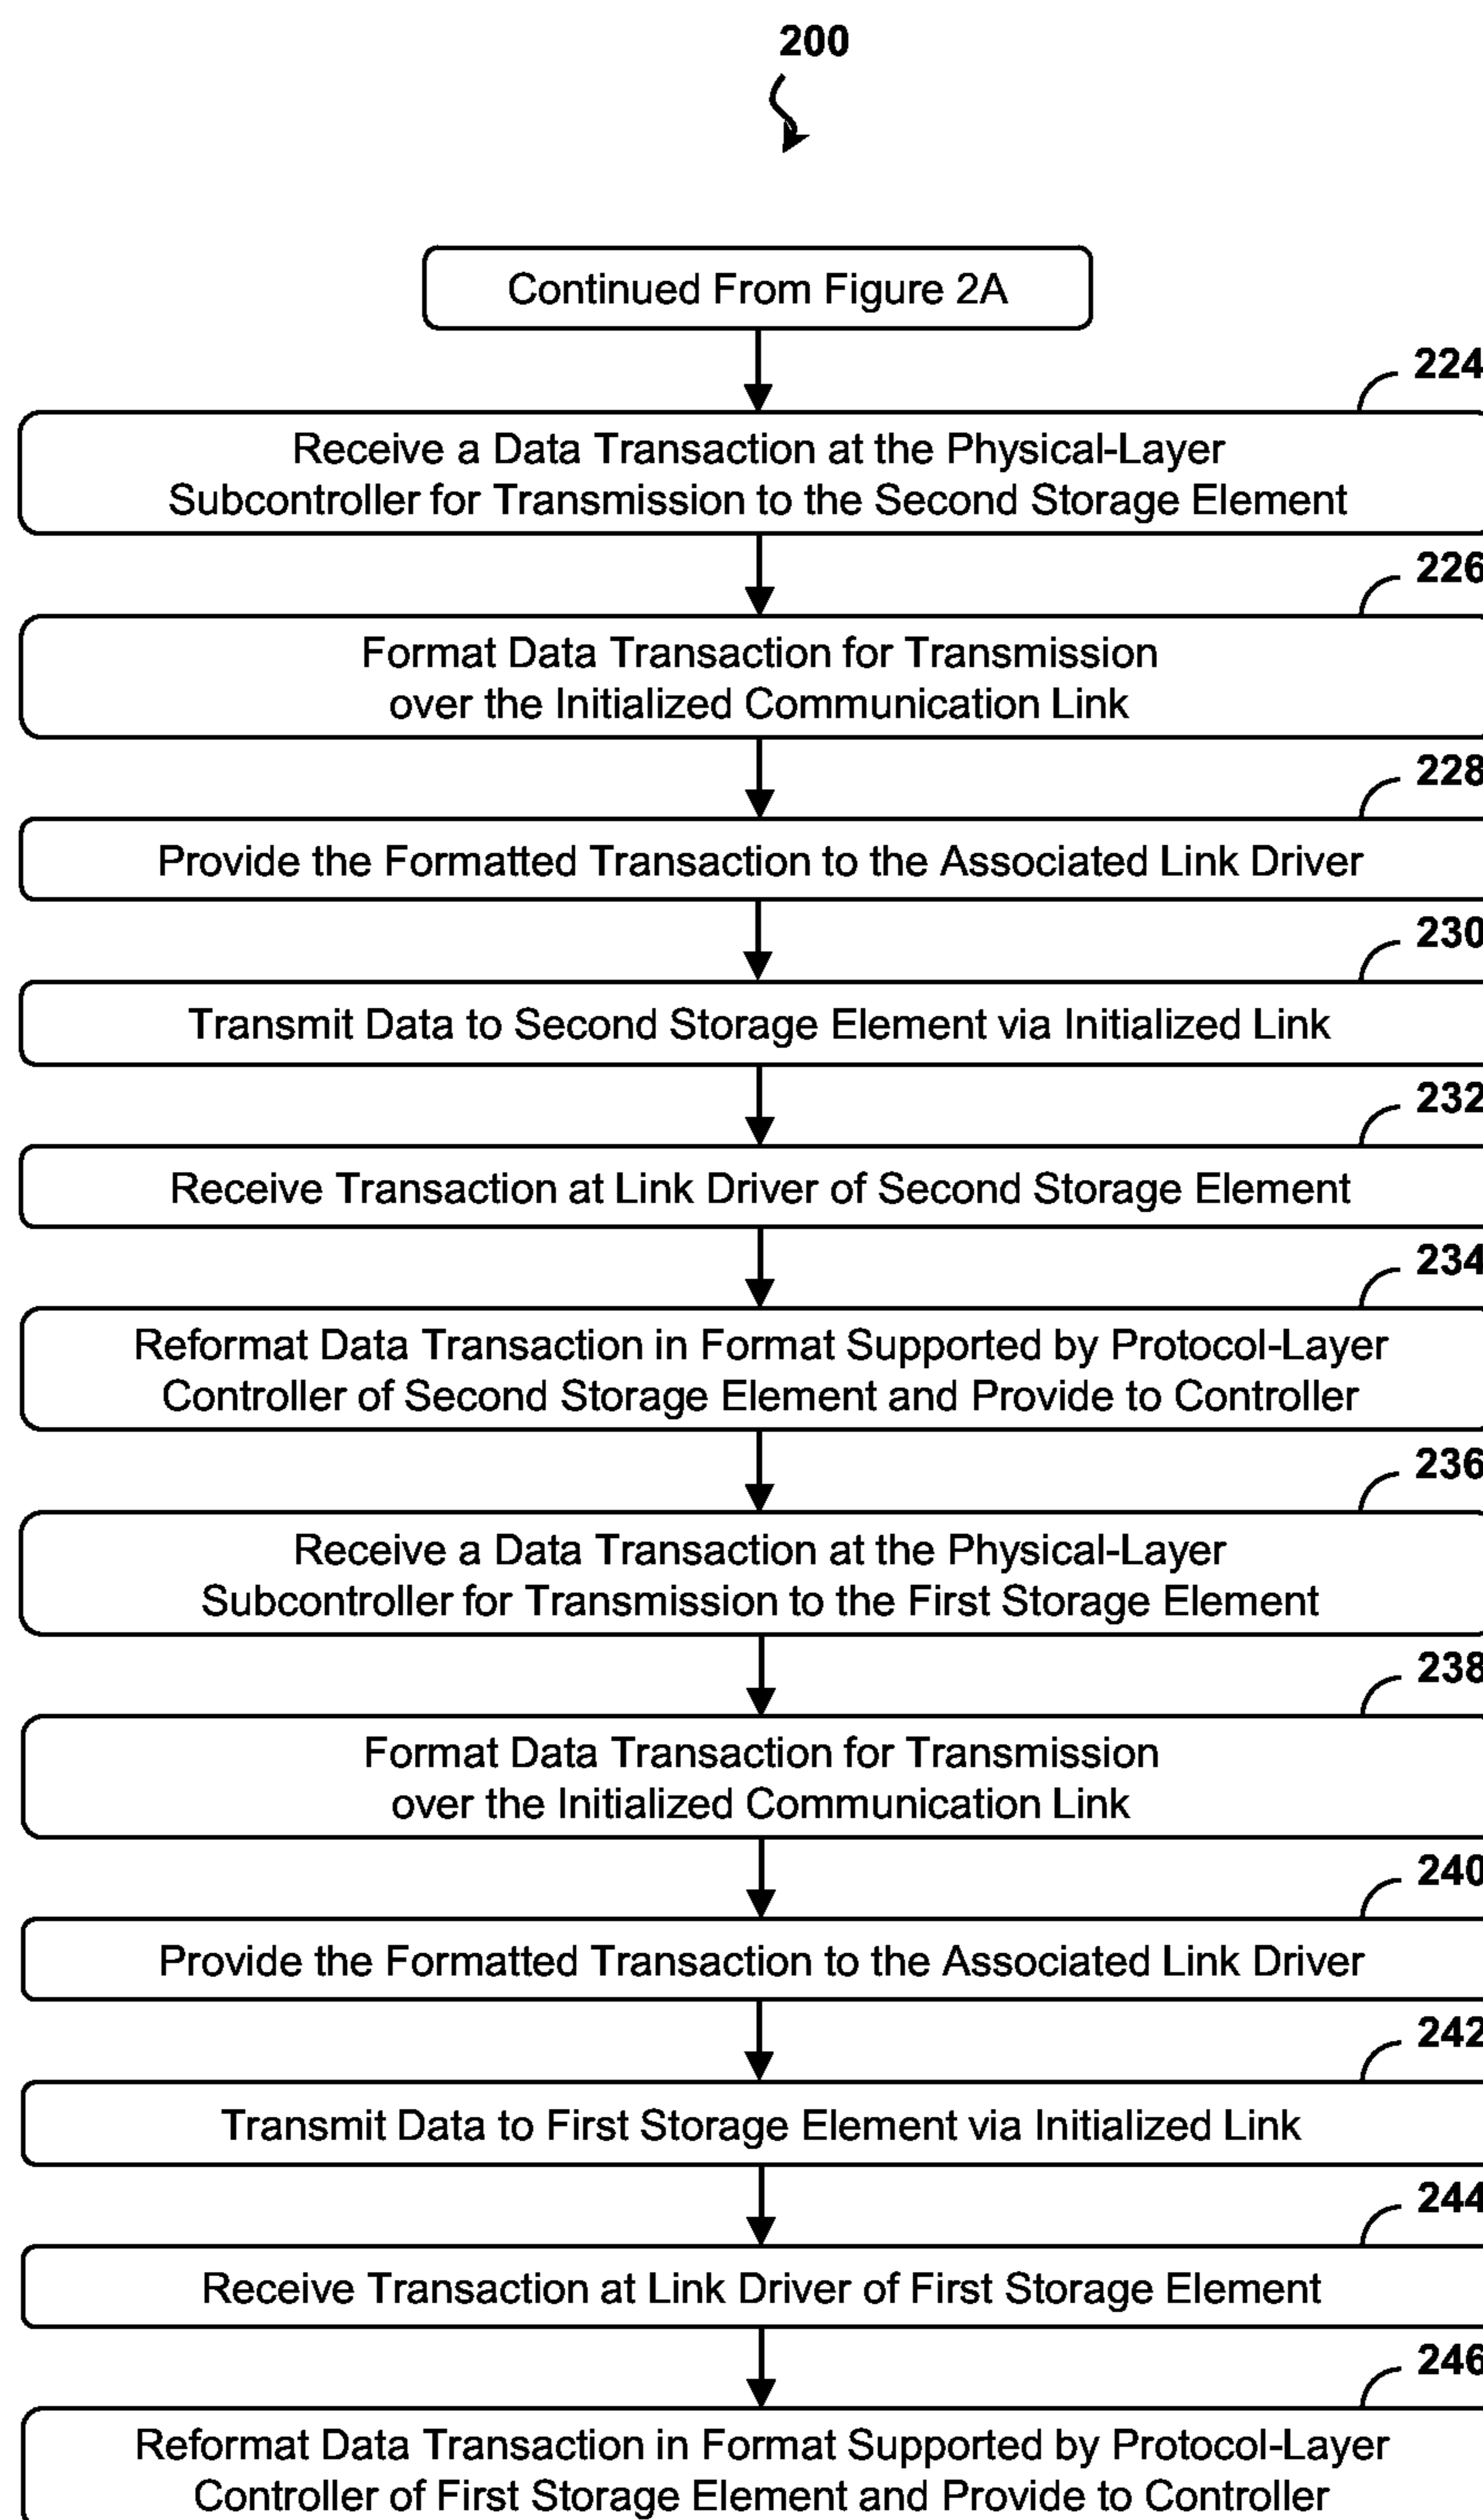 200
Continued From Figure 2A
224
Receive a Data Transaction at the Physical-Layer
Subcontroller for Transmission to the Second Storage Element
226
Format Data Transaction for Transmission
over the Initialized Communication Link
228
Provide the Formatted Transaction to the Associated Link Driver
230
Transmit Data to Second Storage Element via Initialized Link
232
Receive Transaction at Link Driver of Second Storage Element
234
Reformat Data Transaction in Format Supported by Protocol-Layer
Controller of Second Storage Element and Provide to Controller
236
Receive a Data Transaction at the Physical-Layer
Subcontroller for Transmission to the First Storage Element
238
Format Data Transaction for Transmission
over the Initialized Communication Link
240
Provide the Formatted Transaction to the Associated Link Driver
242
Transmit Data to First Storage Element via Initialized Link
244
Receive Transaction at Link Driver of First Storage Element
246
Reformat Data Transaction in Format Supported by Protocol-Layer
Controller of First Storage Element and Provide to Controller